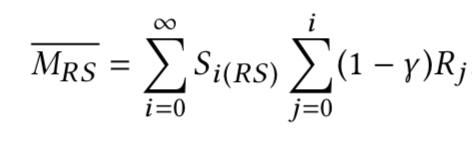 $\overline{M_{RS}} = \sum_{i=0}^{\infty} S_{i(RS)} \sum_{j=0}^{i} (1 - \gamma) R_j$